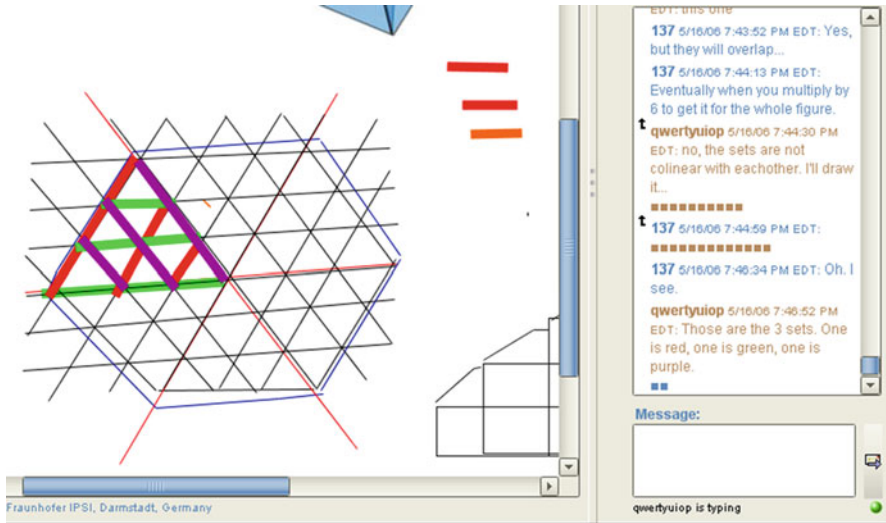 EDT: this one
137 5/16/06 7:43:52 PM EDT: Yes,
but they will overlap...
137 5/16/06 7:44:13 PM EDT:
Eventually when you multiply by
6 to get it for the whole figure.
qwertyuiop 5/16/06 7:44:30 PM
EDT: no, the sets are not
colinear with eachother. I'll draw
it...
137 5/16/06 7:44:59 PM EDT:
137 5/16/06 7:46:34 PM EDT: Oh. I
see.
qwertyuiop 5/16/06 7:46:52 PM
EDT: Those are the 3 sets. One
is red, one is green, one is
purple.
Message:
Fraunhofer IPSI, Darmstadt, Germany
qwertyuiop is typing